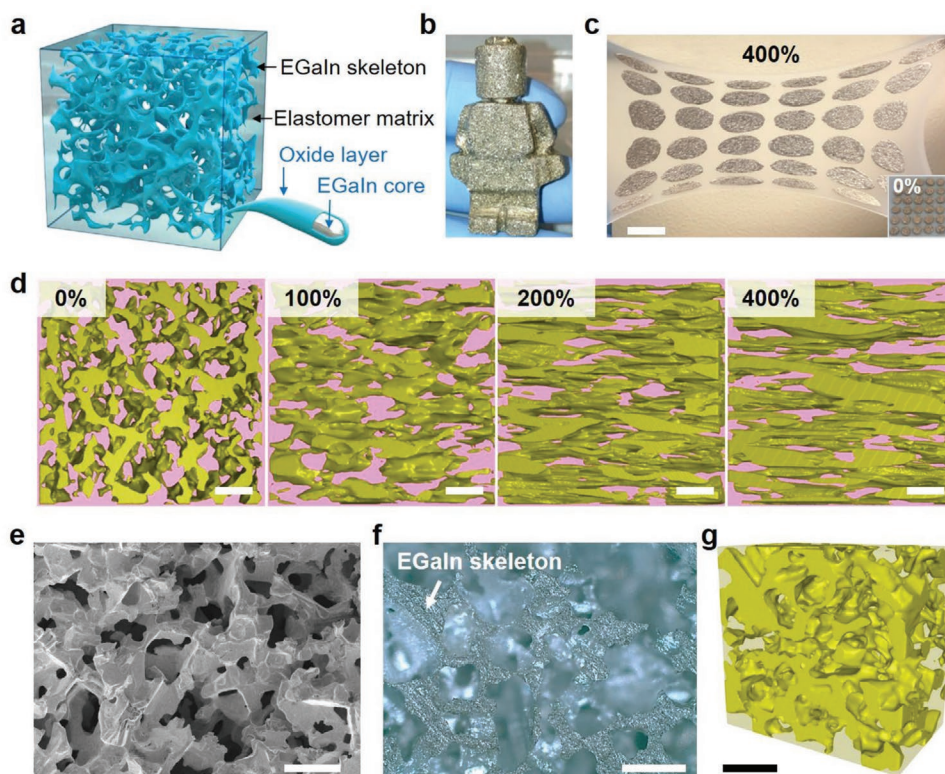 a
EGaIn skeleton
Elastomer matrix
Oxide layer
EGaIn core
b
c
400%
0%
d
0%
100%
200%
400%
e
f
EGaIn skeleton
g